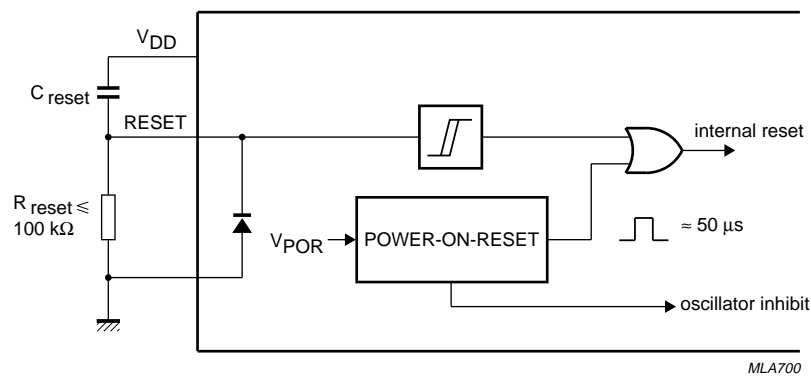 VDD
C reset
RESET
internal reset
R reset ≤
100 kΩ
VPOR
POWER-ON-RESET
≈ 50 μs
oscillator inhibit
MLA700